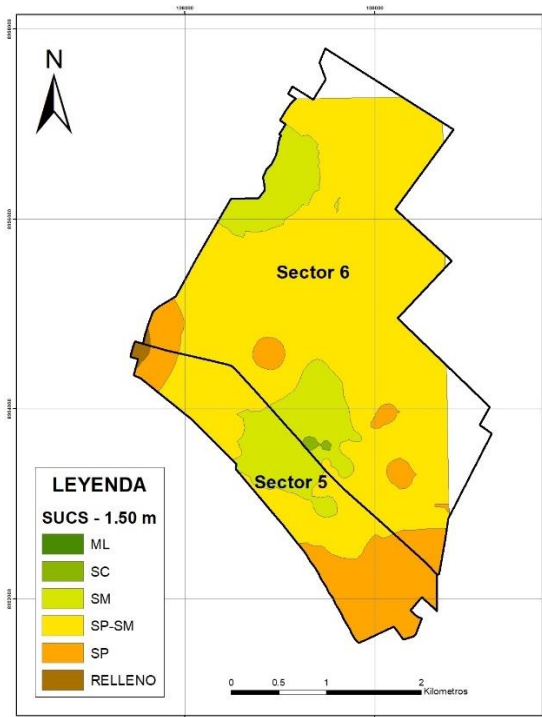 N
Sector 6
Sector 5
LEYENDA
SUCS - 1.50 m
ML
SC
SM
SP-SM
SP
RELLENO
0 0.5 1 2
Kilometros